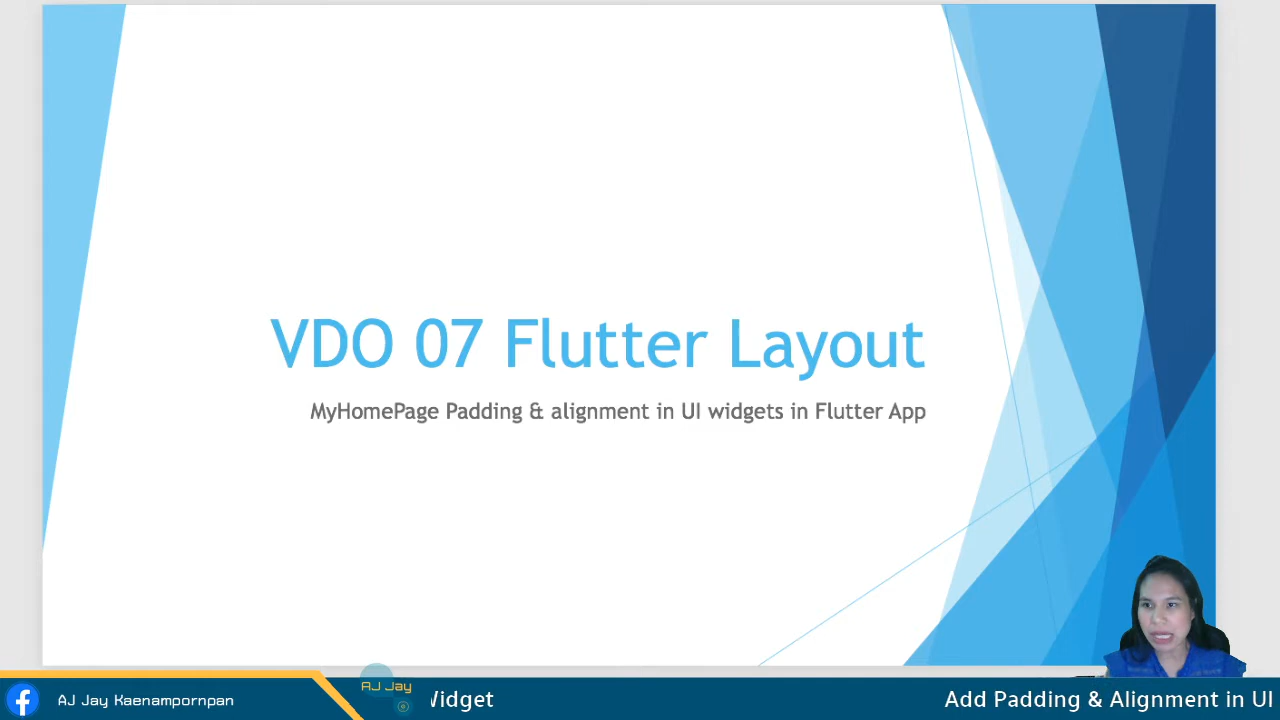 VDO 07 Flutter Layout
MyHomePage Padding & alignment in UI widgets in Flutter App
AJ Jay Kaenampornpan
AJ Jay
Widget
Add Padding & Alignment in UI